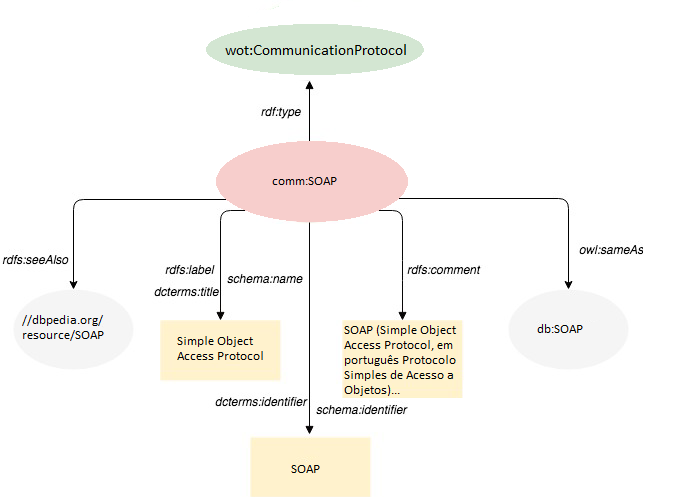 wot:CommunicationProtocol
rdf:type
comm:SOAP
rdfs:seeAlso
rdfs:label
dcterms:title
schema:name
rdfs:comment
owl:sameAs
//dbpedia.org/
resource/SOAP
Simple Object
Access Protocol
SOAP (Simple Object
Access Protocol, em
português Protocolo
Simples de Acesso a
Objetos)...
db:SOAP
dcterms:identifier
schema:identifier
SOAP